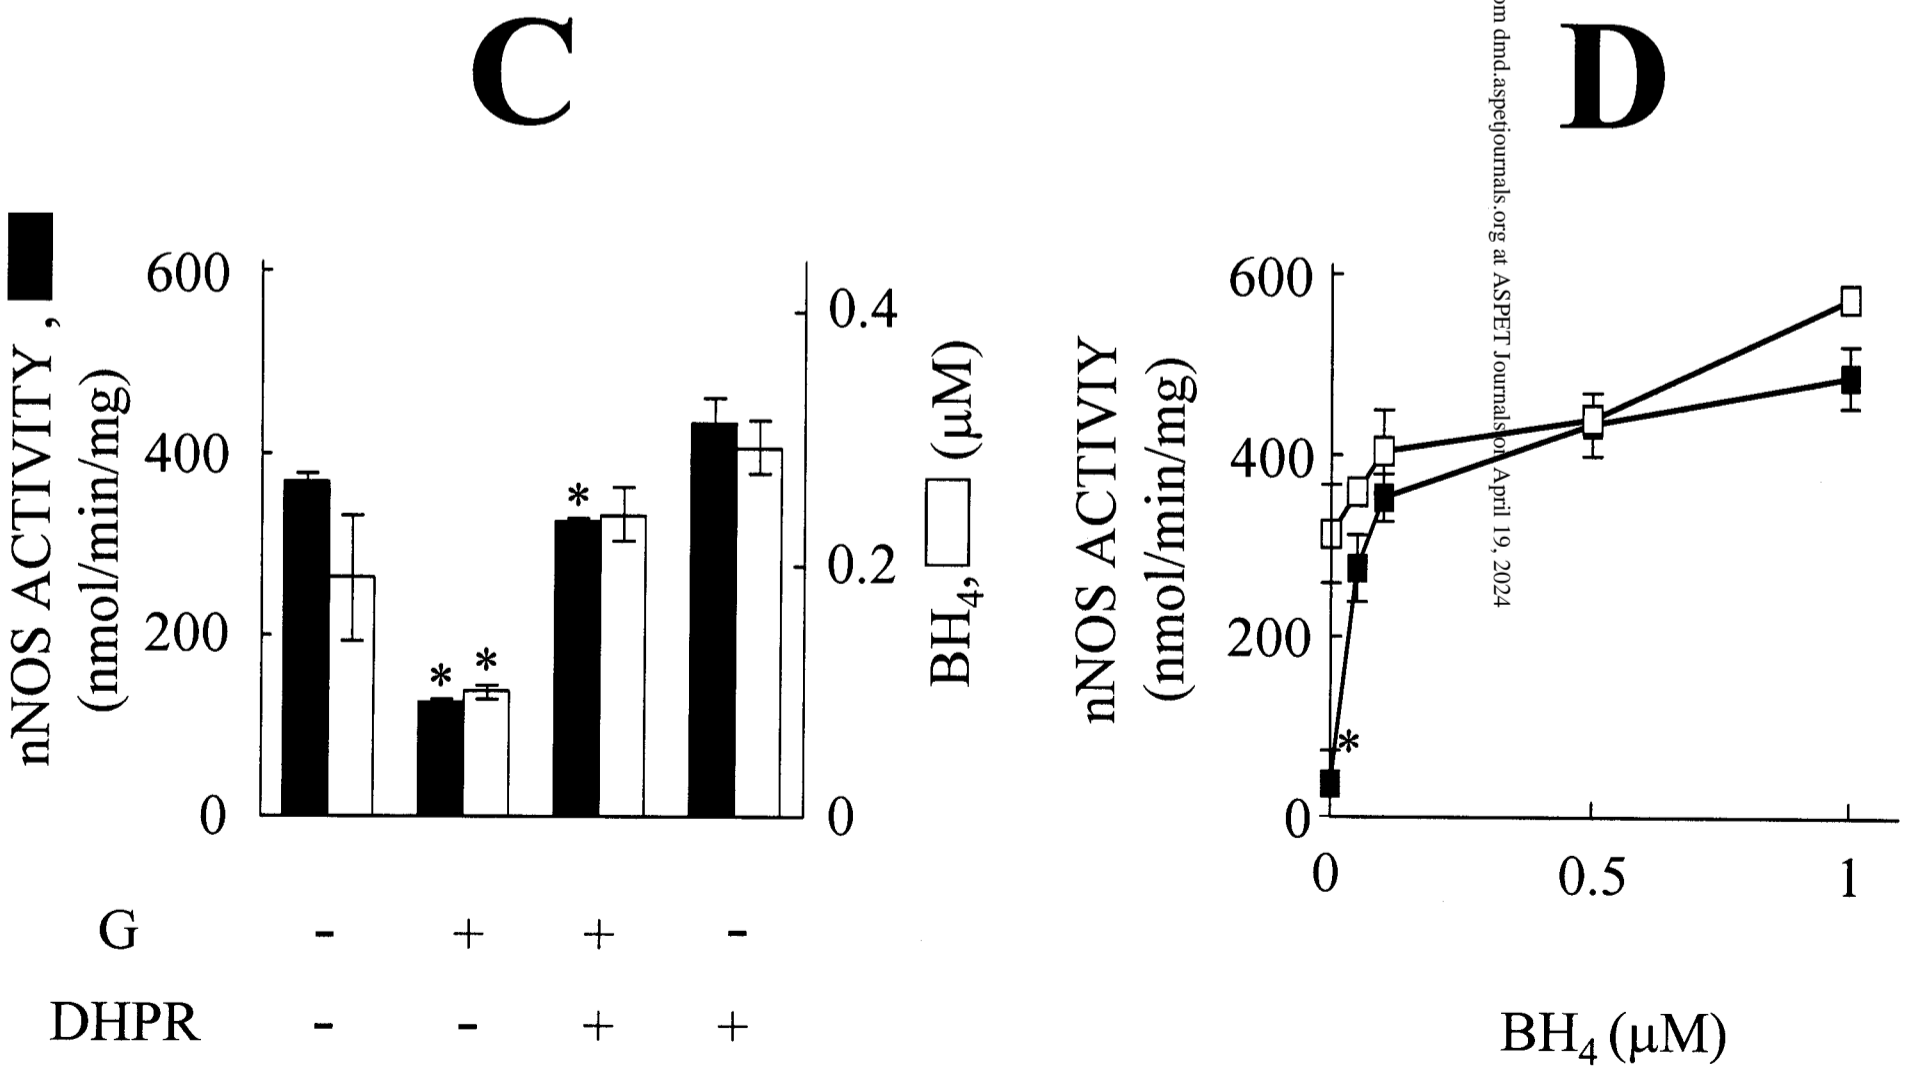 C
nNOS ACTIVITY ,
(nmol/min/mg)
600
400
200
0
0.4
0.2
0
BH₄,
(μM)
*
*
*
G - + + -
DHPR - - + +
D
nNOS ACTIVIY
(nmol/min/mg)
600
400
200
0
*
0 0.5 1
BH₄ (μM)
om dmd.aspetjournals.org at ASPET Journals on April 19, 2024